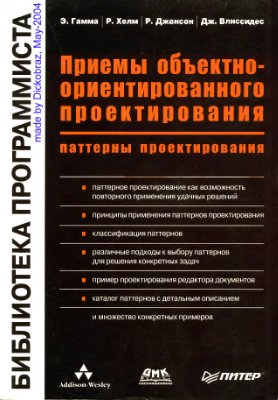 БИБЛИОТЕКА ПРОГРАММИСТА
made by Dickobraz, May-2004
Э. Гамма Р. Хелм Р. Джонсон Дж. Влиссидес
Приемы объектно-
ориентированного
проектирования
паттерны проектирования
паттерное проектирование как возможность
повторного применения удачных решений
принципы применения паттернов проектирования
классификация паттернов
различные подходы к выбору паттернов
для решения конкретных задач
пример проектирования редактора документов
каталог паттернов с детальным описанием
и множество конкретных примеров
Addison-Wesley
ДМК
ПИТЕР